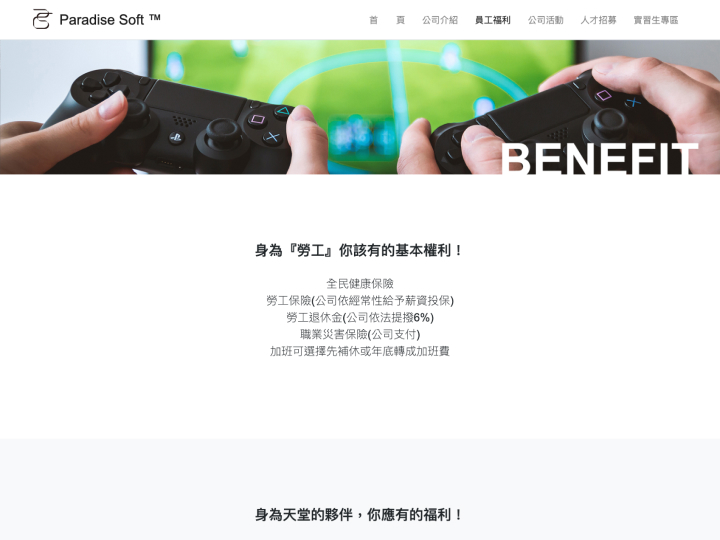 Paradise Soft ™
首 頁 公司介紹 員工福利 公司活動 人才招募 實習生專區
BENEFIT
身為『勞工』你該有的基本權利！
全民健康保險
勞工保險(公司依經常性給予薪資投保)
勞工退休金(公司依法提撥6%)
職業災害保險(公司支付)
加班可選擇先補休或年底轉成加班費
身為天堂的夥伴，你應有的福利！